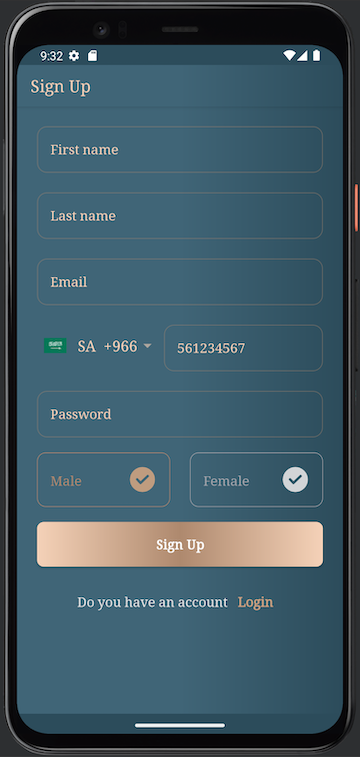 9:32
Sign Up
First name
Last name
Email
SA +966 561234567
Password
Male Female
Sign Up
Do you have an account Login